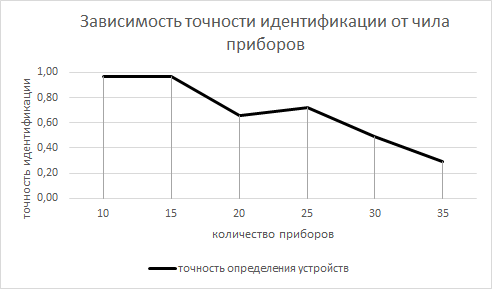 Зависимость точности идентификации от чила
приборов
1,00
0,80
0,60
0,40
0,20
0,00
точность идентификации
10 15 20 25 30 35
количество приборов
точность определения устройств